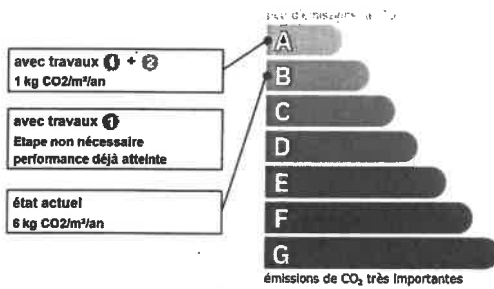 avec travaux 1 + 2
1 kg CO2/m²/an
avec travaux 1
Etape non nécessaire
performance déjà atteinte
état actuel
6 kg CO2/m²/an
A
B
C
D
E
F
G
émissions de CO₂ très importantes